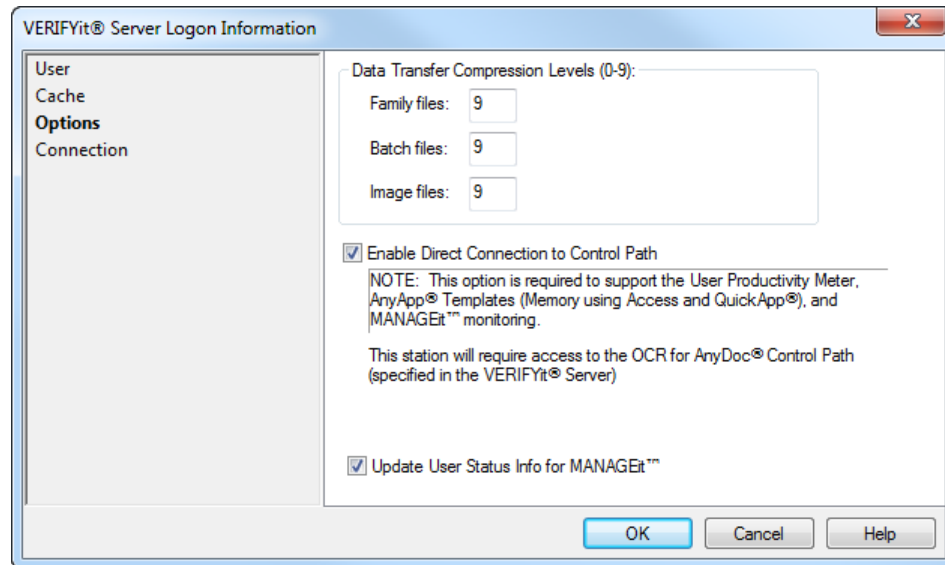 VERIFYit® Server Logon Information
User
Cache
Options
Connection
Data Transfer Compression Levels (0-9):
Family files: 9
Batch files: 9
Image files: 9
Enable Direct Connection to Control Path
NOTE: This option is required to support the User Productivity Meter,
AnyApp® Templates (Memory using Access and QuickApp®), and
MANAGEit™ monitoring.
This station will require access to the OCR for AnyDoc® Control Path
(specified in the VERIFYit® Server)
Update User Status Info for MANAGEit™
OK Cancel Help